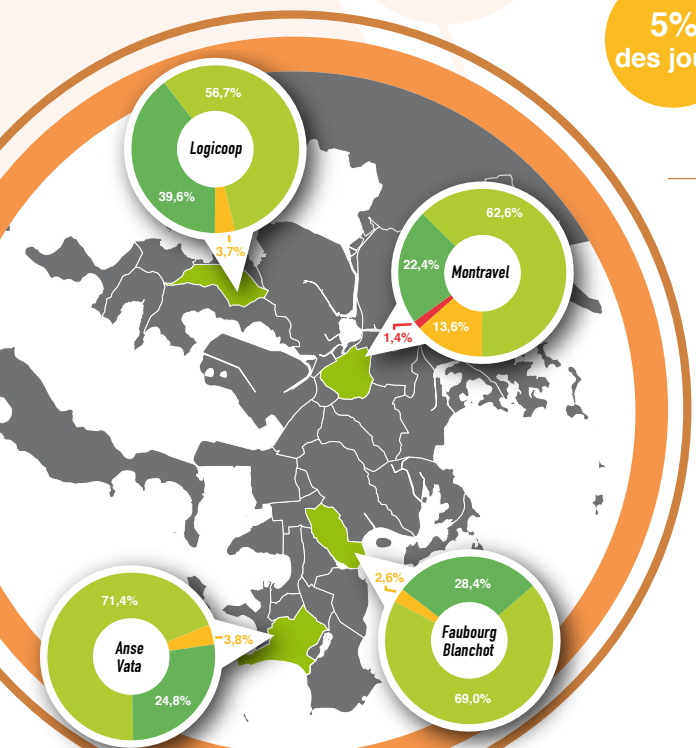 5%
des
56,7%
Logicoop
39,6%
3,7%
62,6%
22,4%
Montravel
13,6%
1,4%
2,6%
28,4%
Faubourg
Blanchot
69,0%
71,4%
Anse
Vata
3,8%
24,8%